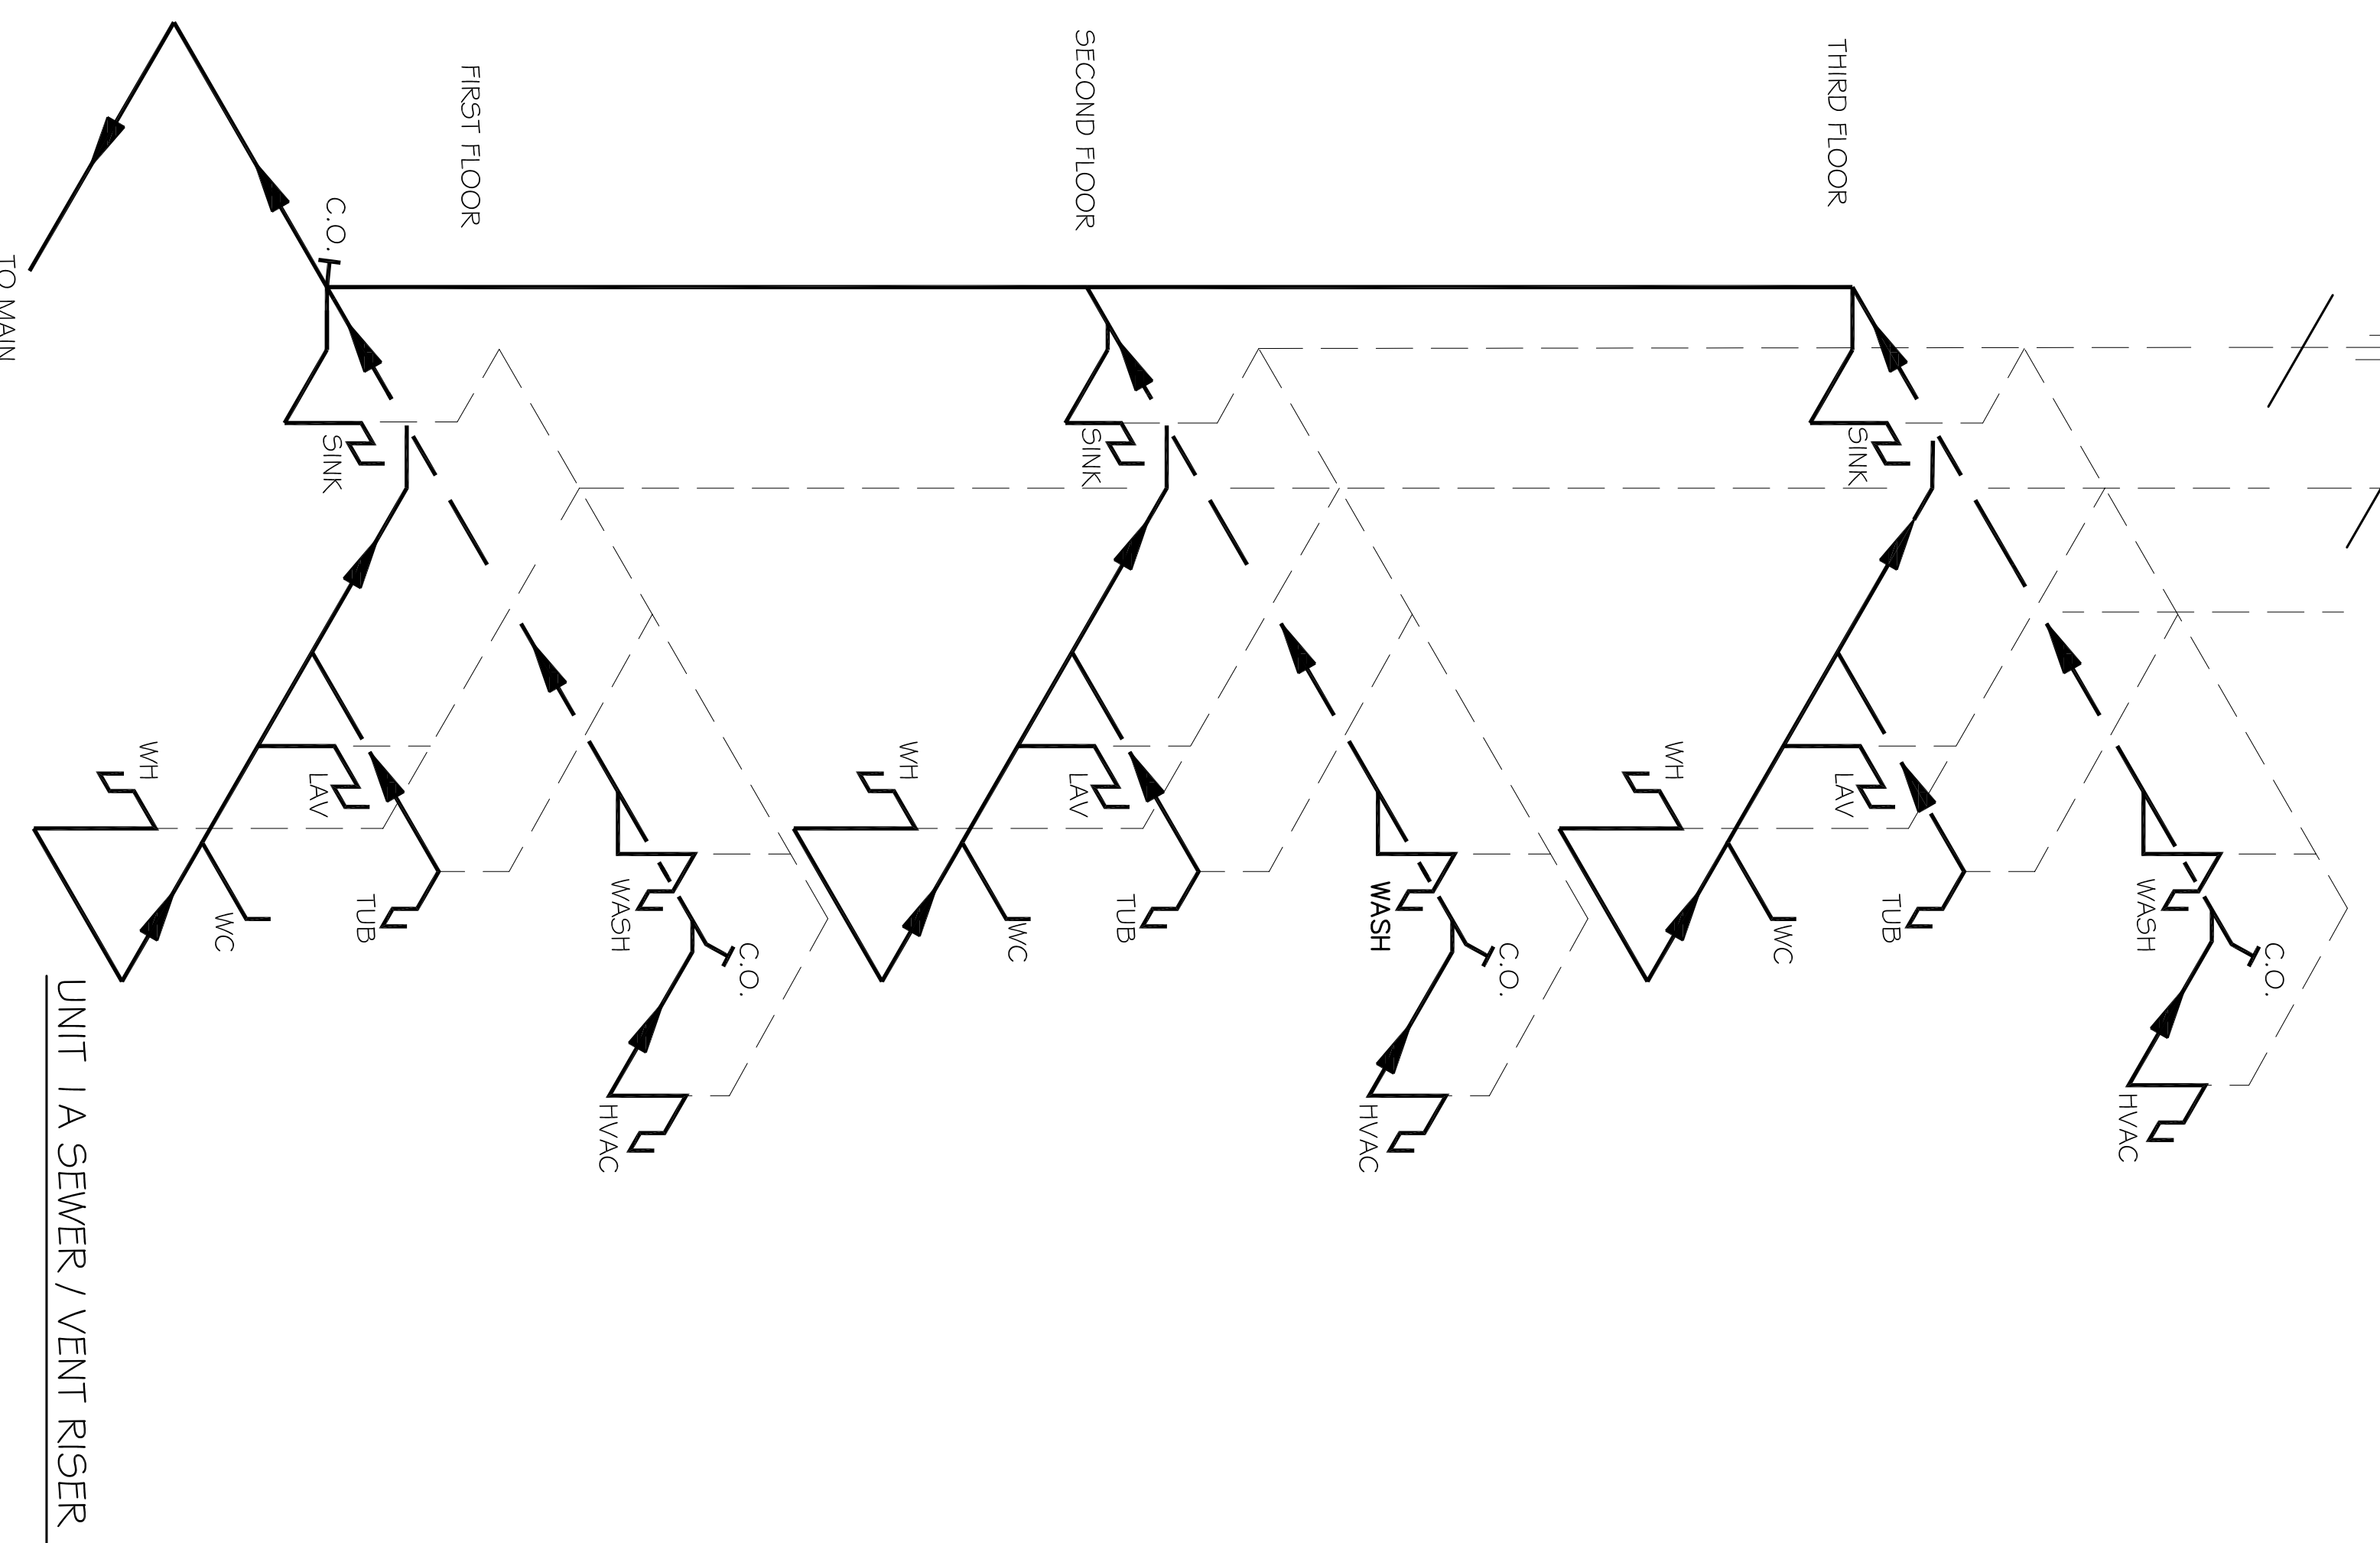 THIRD FLOOR
C.O.
SINK
LAV
WASH
WH
TUB
WC
HVAC
SECOND FLOOR
C.O.
SINK
LAV
WASH
WH
TUB
WC
HVAC
FIRST FLOOR
C.O.
C.O.
SINK
LAV
WASH
WH
TUB
WC
HVAC
TO MAIN
UNIT 1A SEWER / VENT RISER